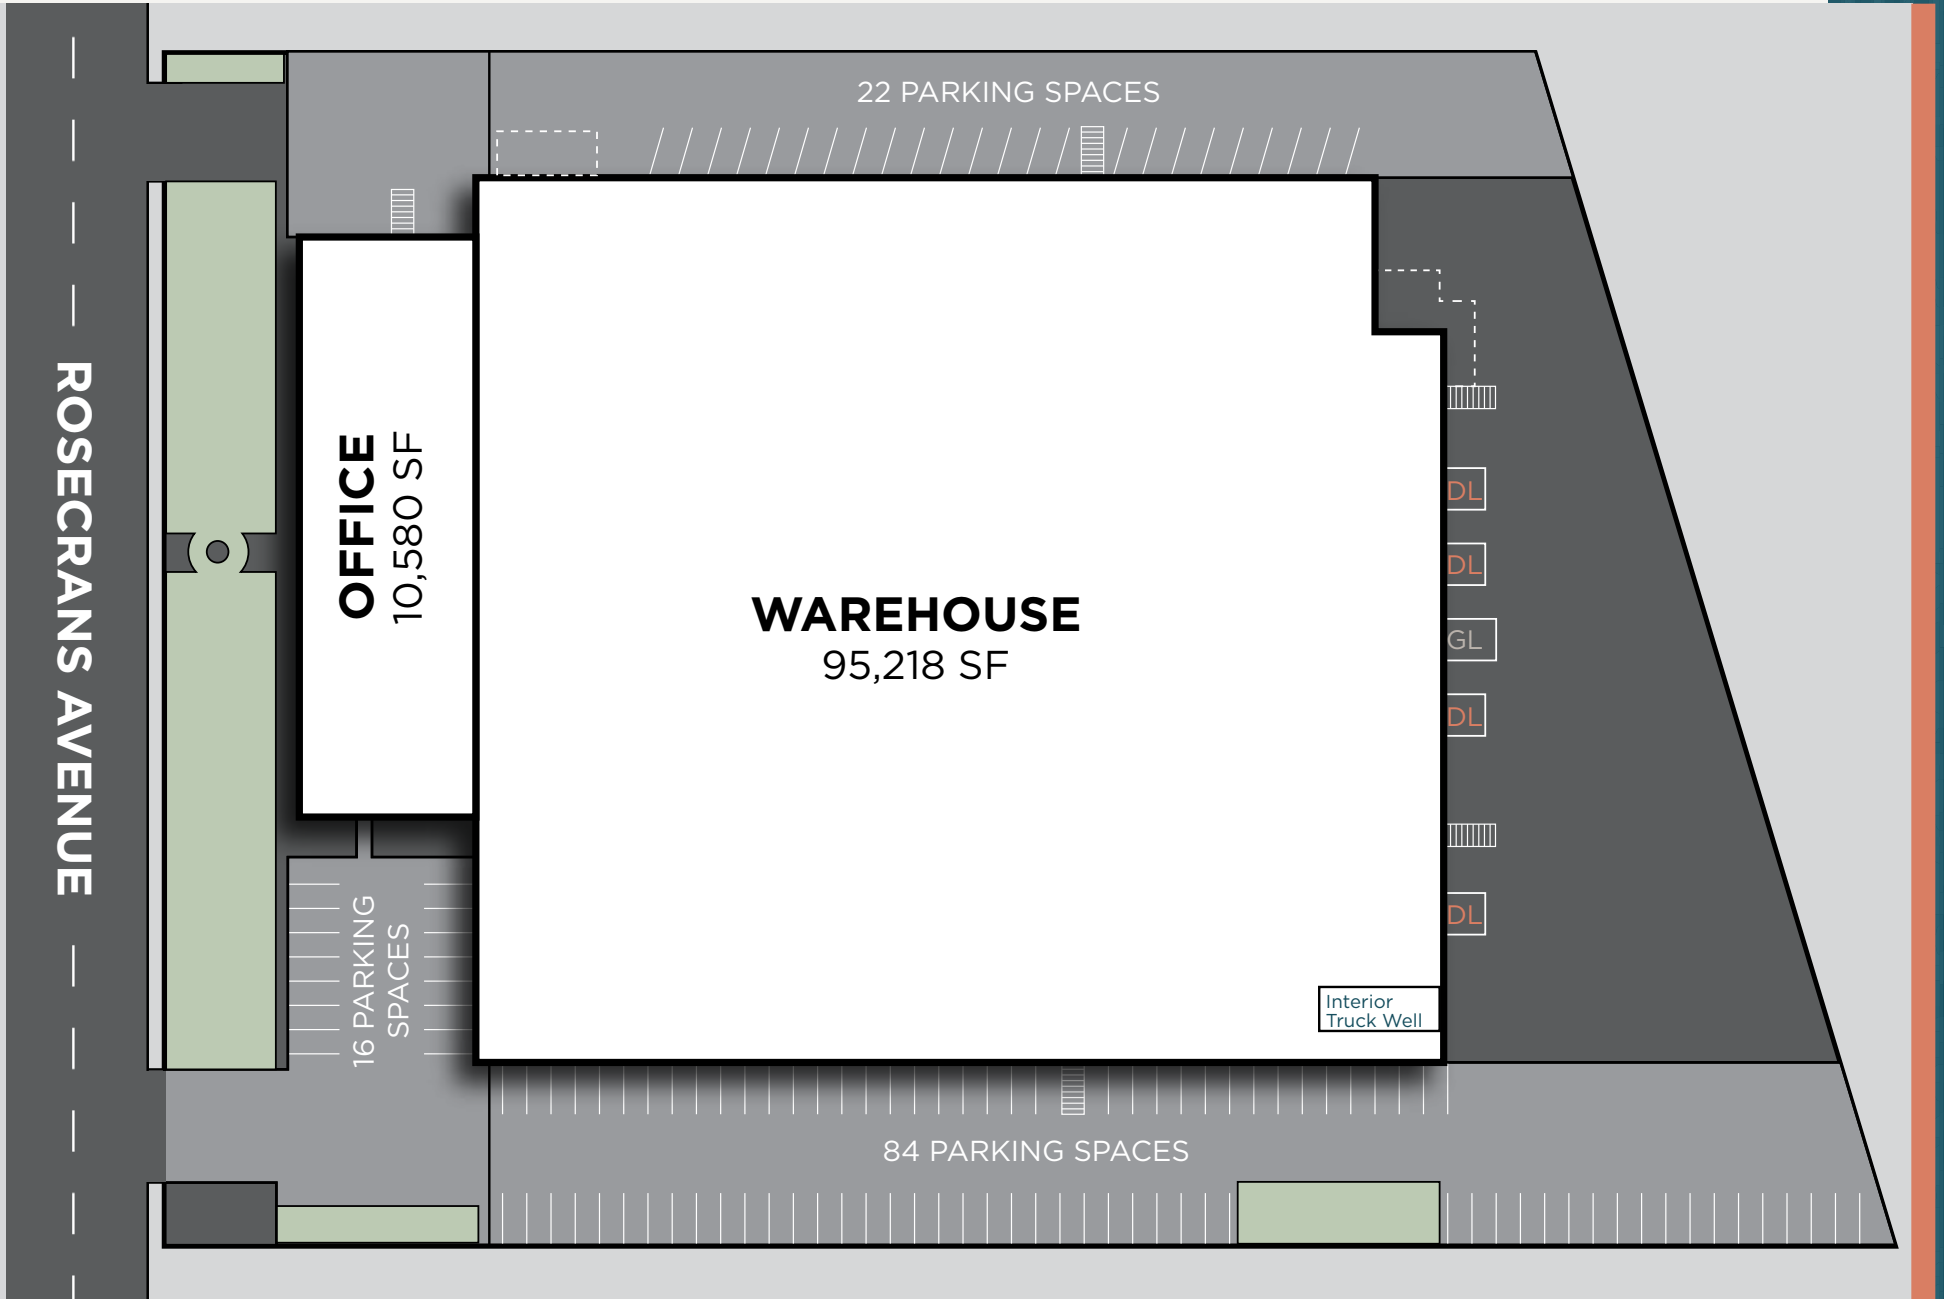 22 PARKING SPACES
ROSECRANS AVENUE
OFFICE
10,580 SF
WAREHOUSE
95,218 SF
DL
DL
GL
DL
DL
Interior
Truck Well
16 PARKING
SPACES
84 PARKING SPACES